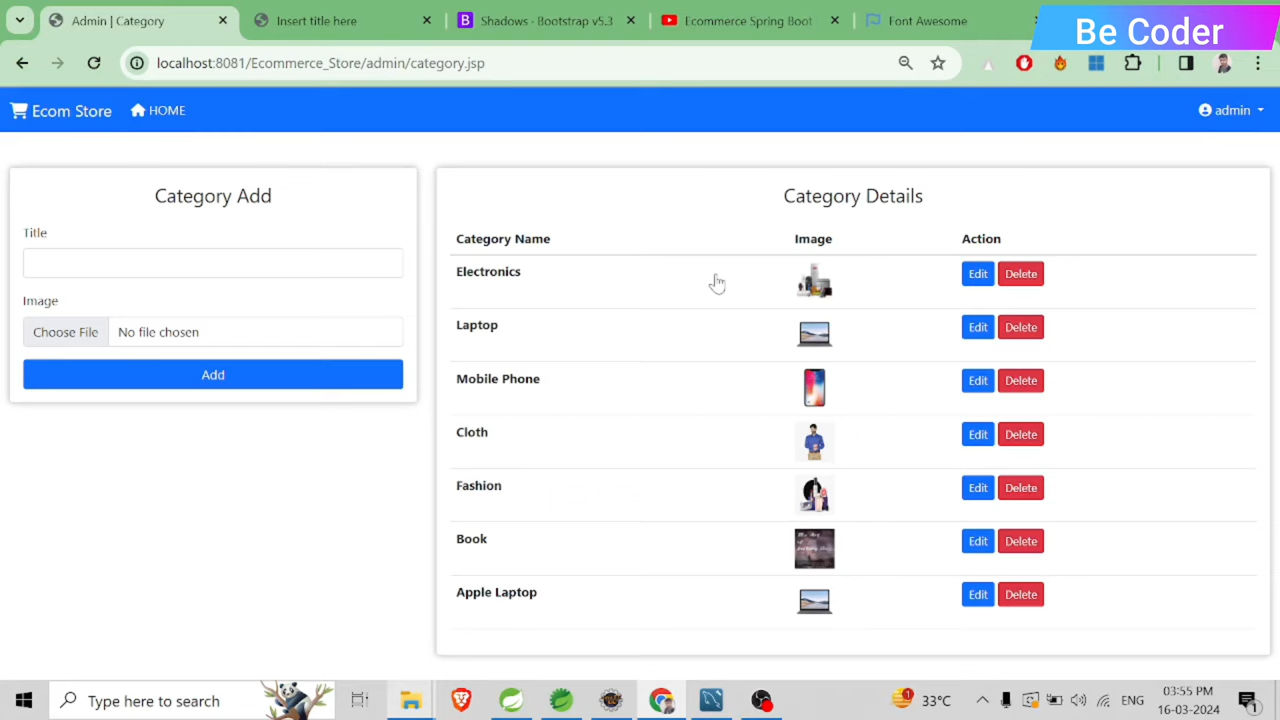 Admin | Category
Insert title here
B Shadows · Bootstrap v5.3
Ecommerce Spring Boot
Font Awesome
Be Coder
localhost:8081/Ecommerce_Store/admin/category.jsp
Ecom Store HOME admin
Category Add
Title
Image
Choose File No file chosen
Add
Category Details
Category Name Image Action
Electronics Edit Delete
Laptop Edit Delete
Mobile Phone Edit Delete
Cloth Edit Delete
Fashion Edit Delete
Book Edit Delete
Apple Laptop Edit Delete
Type here to search
1
33°C
ENG
03:55 PM
16-03-2024
1